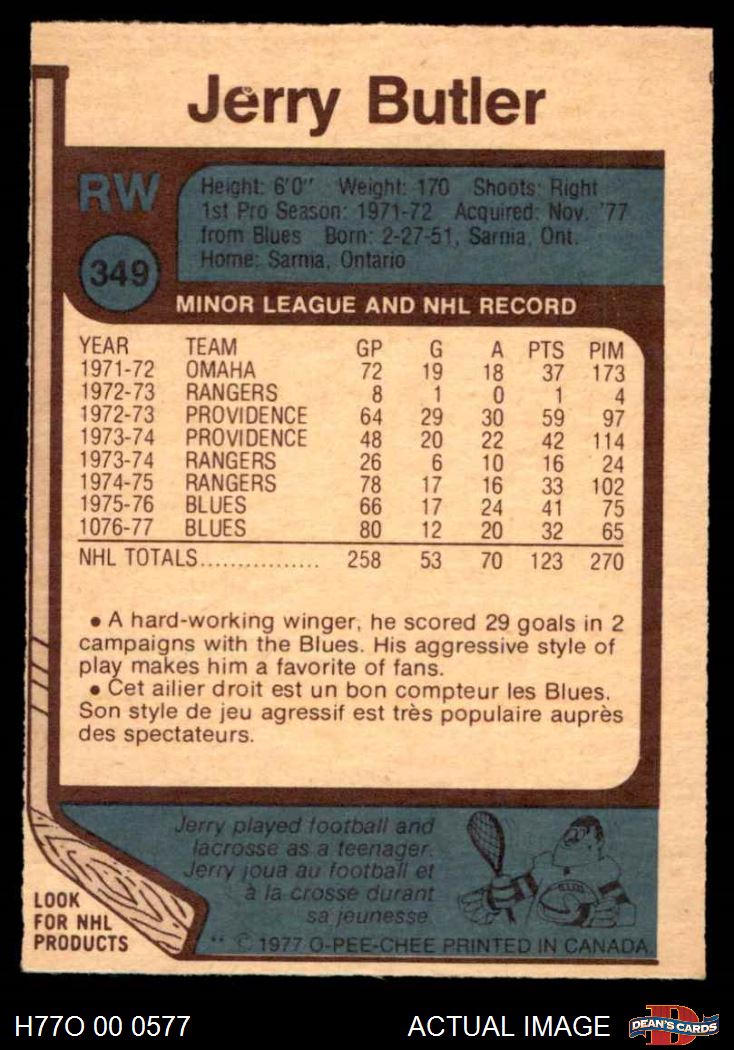 Jerry Butler
RW
Height: 6'0" Weight: 170 Shoots: Right
1st Pro Season: 1971-72 Acquired: Nov. '77
from Blues Born: 2-27-51, Sarnia, Ont.
Home: Sarnia, Ontario
349
MINOR LEAGUE AND NHL RECORD
YEAR TEAM GP G A PTS PIM
1971-72 OMAHA 72 19 18 37 173
1972-73 RANGERS 8 1 0 1 4
1972-73 PROVIDENCE 64 29 30 59 97
1973-74 PROVIDENCE 48 20 22 42 114
1973-74 RANGERS 26 6 10 16 24
1974-75 RANGERS 78 17 16 33 102
1975-76 BLUES 66 17 24 41 75
1076-77 BLUES 80 12 20 32 65
NHL TOTALS................ 258 53 70 123 270
• A hard-working winger, he scored 29 goals in 2
campaigns with the Blues. His aggressive style of
play makes him a favorite of fans.
• Cet ailier droit est un bon compteur les Blues.
Son style de jeu agressif est très populaire auprès
des spectateurs.
Jerry played football and
lacrosse as a teenager.
Jerry joua au football et
à la crosse durant
sa jeunesse.
LOOK
FOR NHL
PRODUCTS
** © 1977 O-PEE-CHEE PRINTED IN CANADA
H77O 00 0577
ACTUAL IMAGE
DEAN'S CARDS